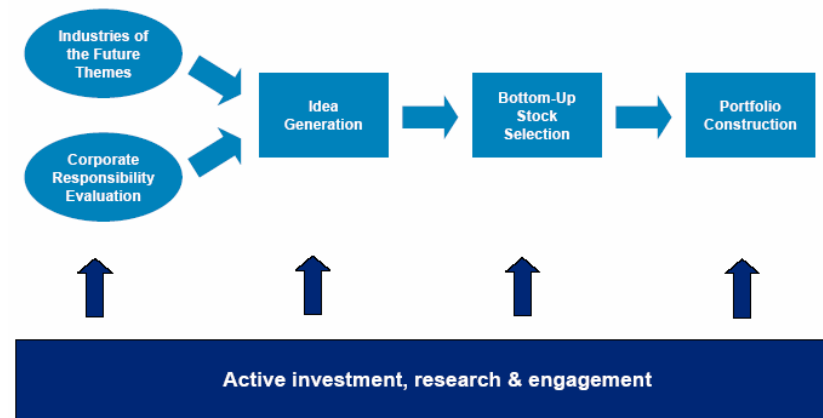 Industries of
the Future
Themes
Corporate
Responsibility
Evaluation
Idea
Generation
Bottom-Up
Stock
Selection
Portfolio
Construction
Active investment, research & engagement